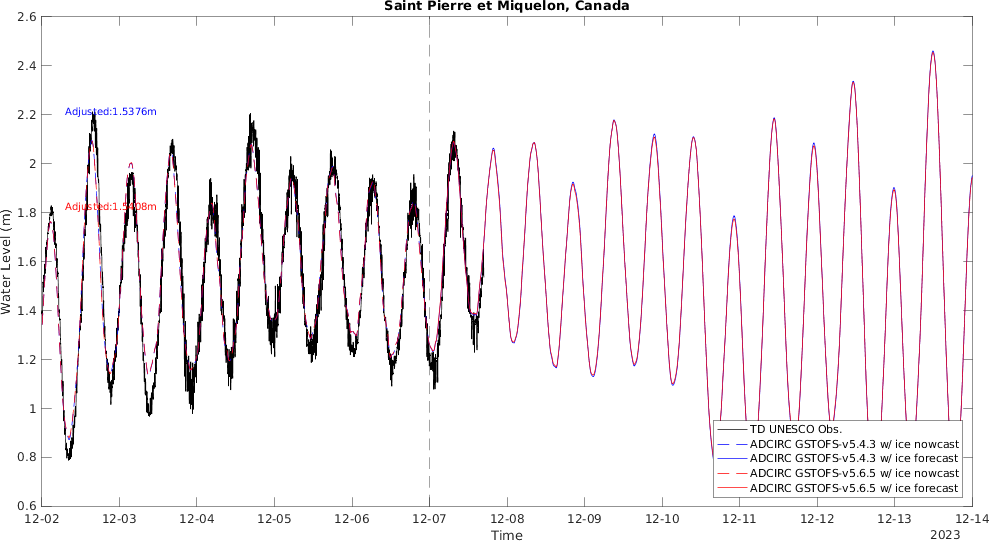 Saint Pierre et Miquelon, Canada
2.6
2.4
2.2
2
1.8
1.6
1.4
1.2
1
0.8
0.6
Water Level (m)
Adjusted:1.5376m
Adjusted:1.5408m
TD UNESCO Obs.
ADCIRC GSTOFS-v5.4.3 w/ ice nowcast
ADCIRC GSTOFS-v5.4.3 w/ ice forecast
ADCIRC GSTOFS-v5.6.5 w/ ice nowcast
ADCIRC GSTOFS-v5.6.5 w/ ice forecast
12-02 12-03 12-04 12-05 12-06 12-07 12-08 12-09 12-10 12-11 12-12 12-13 12-14
Time
2023